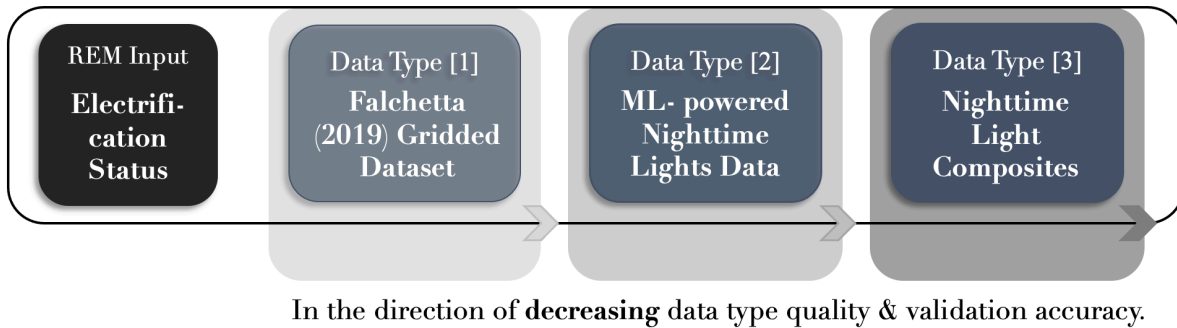 REM Input
Electrifi-
cation
Status
Data Type [1]
Falchetta
(2019) Gridded
Dataset
Data Type [2]
ML- powered
Nighttime
Lights Data
Data Type [3]
Nighttime
Light
Composites
In the direction of decreasing data type quality & validation accuracy.